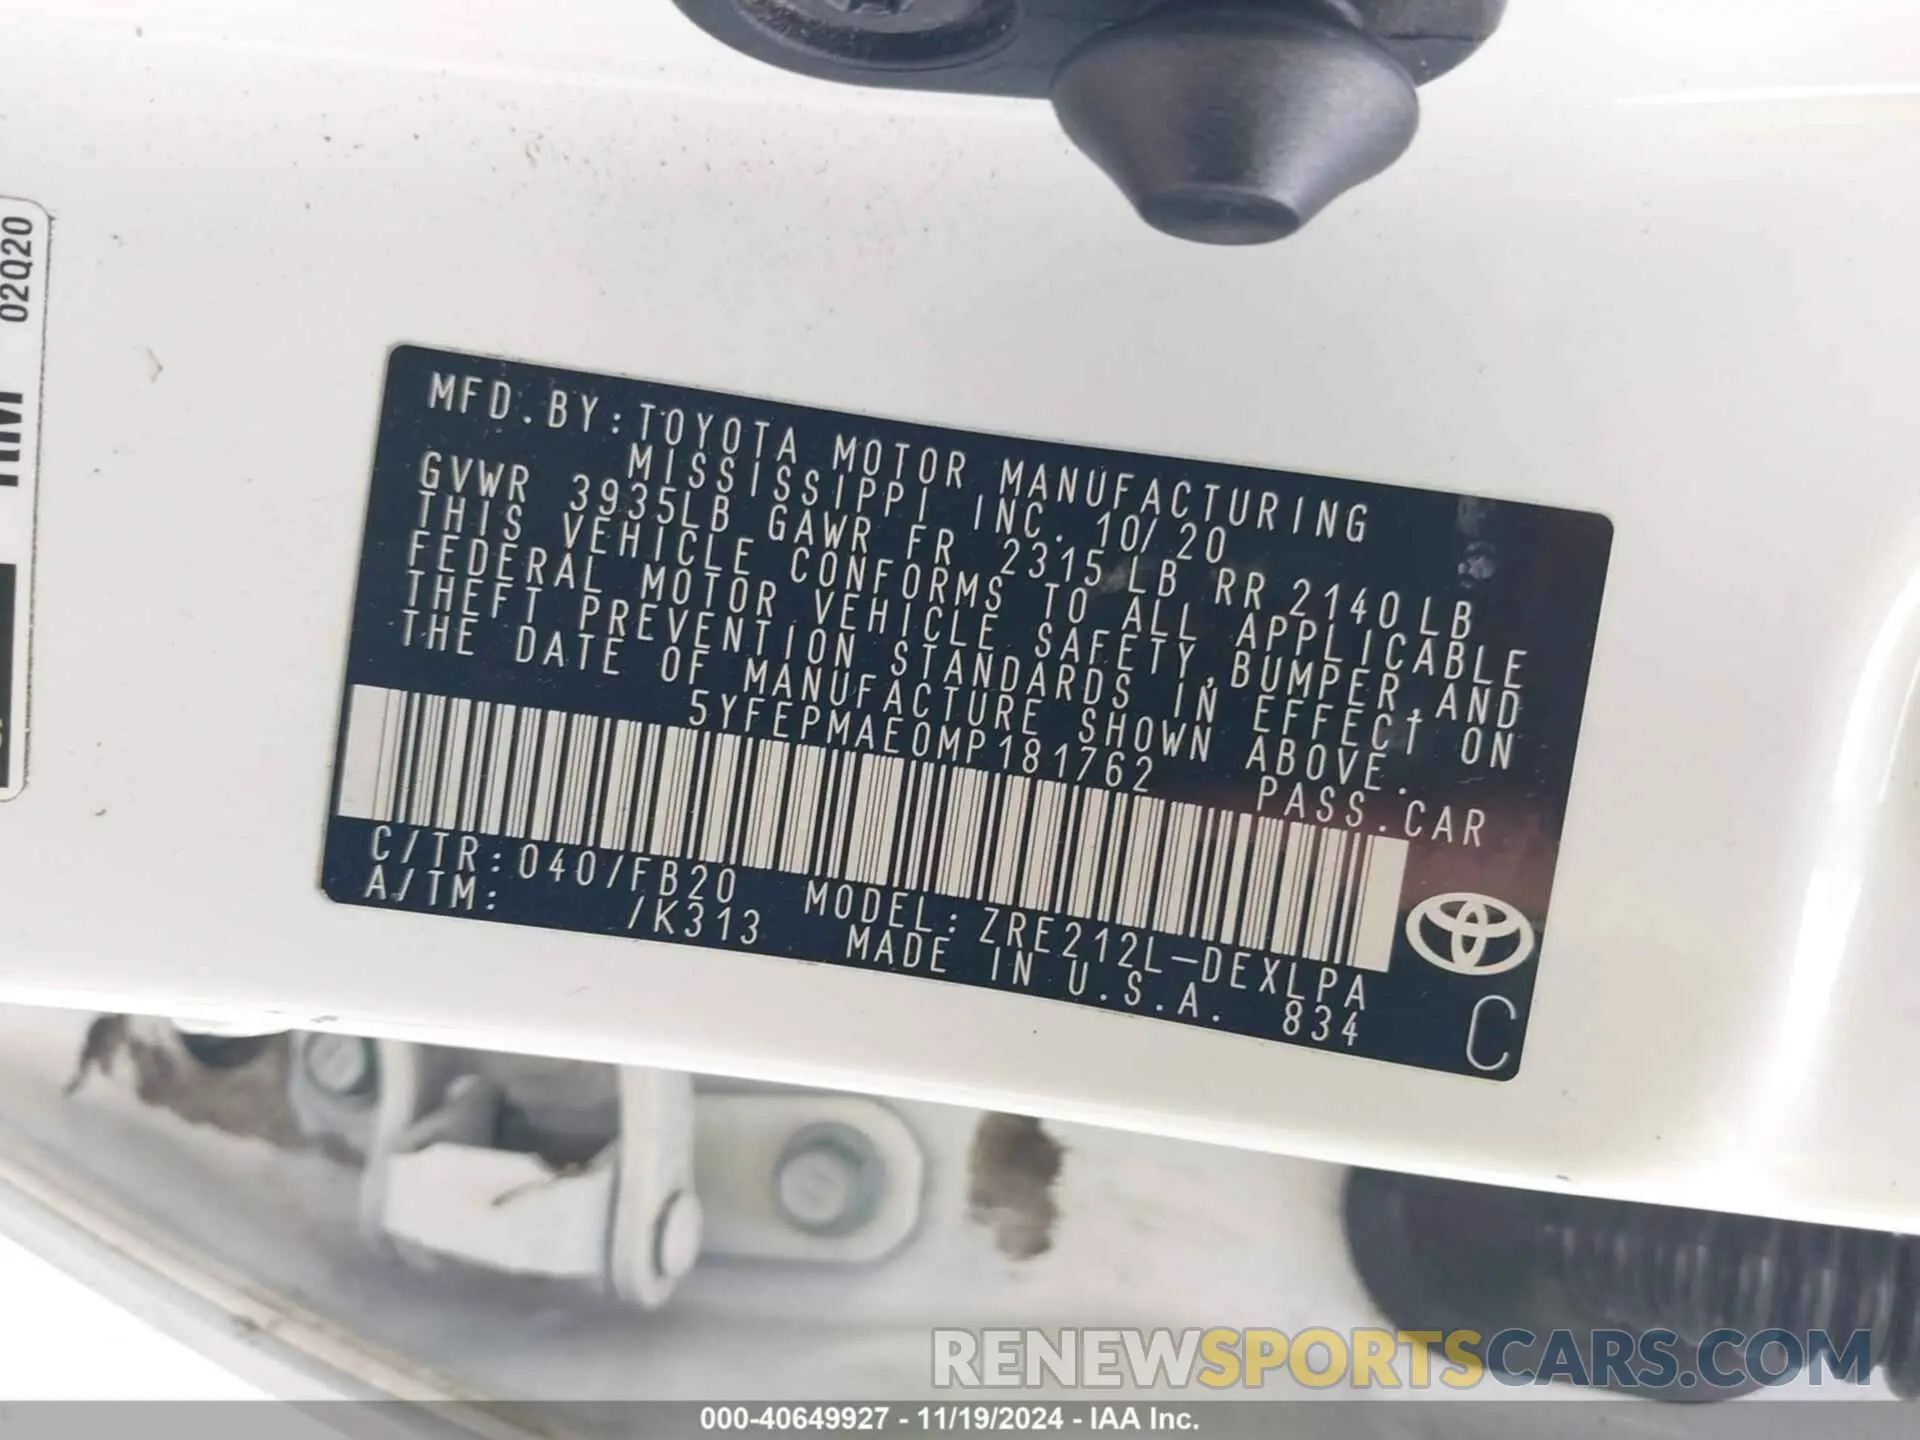 02Q20
MFD.BY:TOYOTA MOTOR MANUFACTURING
MISSISSIPPI INC. 10/20
GVWR 3935LB GAWR FR 2315LB RR 2140LB
THIS VEHICLE CONFORMS TO ALL APPLICABLE
FEDERAL MOTOR VEHICLE SAFETY,BUMPER,AND
THEFT PREVENTION STANDARDS IN EFFECT ON
THE DATE OF MANUFACTURE SHOWN ABOVE.
5YFEPMAE0MP181762 PASS.CAR
C/TR:040/FB20 MODEL:ZRE212L-DEXLPA
A/TM: /K313 MADE IN U.S.A. 834
C
RENEWSPORTSCARS.COM
000-40649927 - 11/19/2024 - IAA Inc.